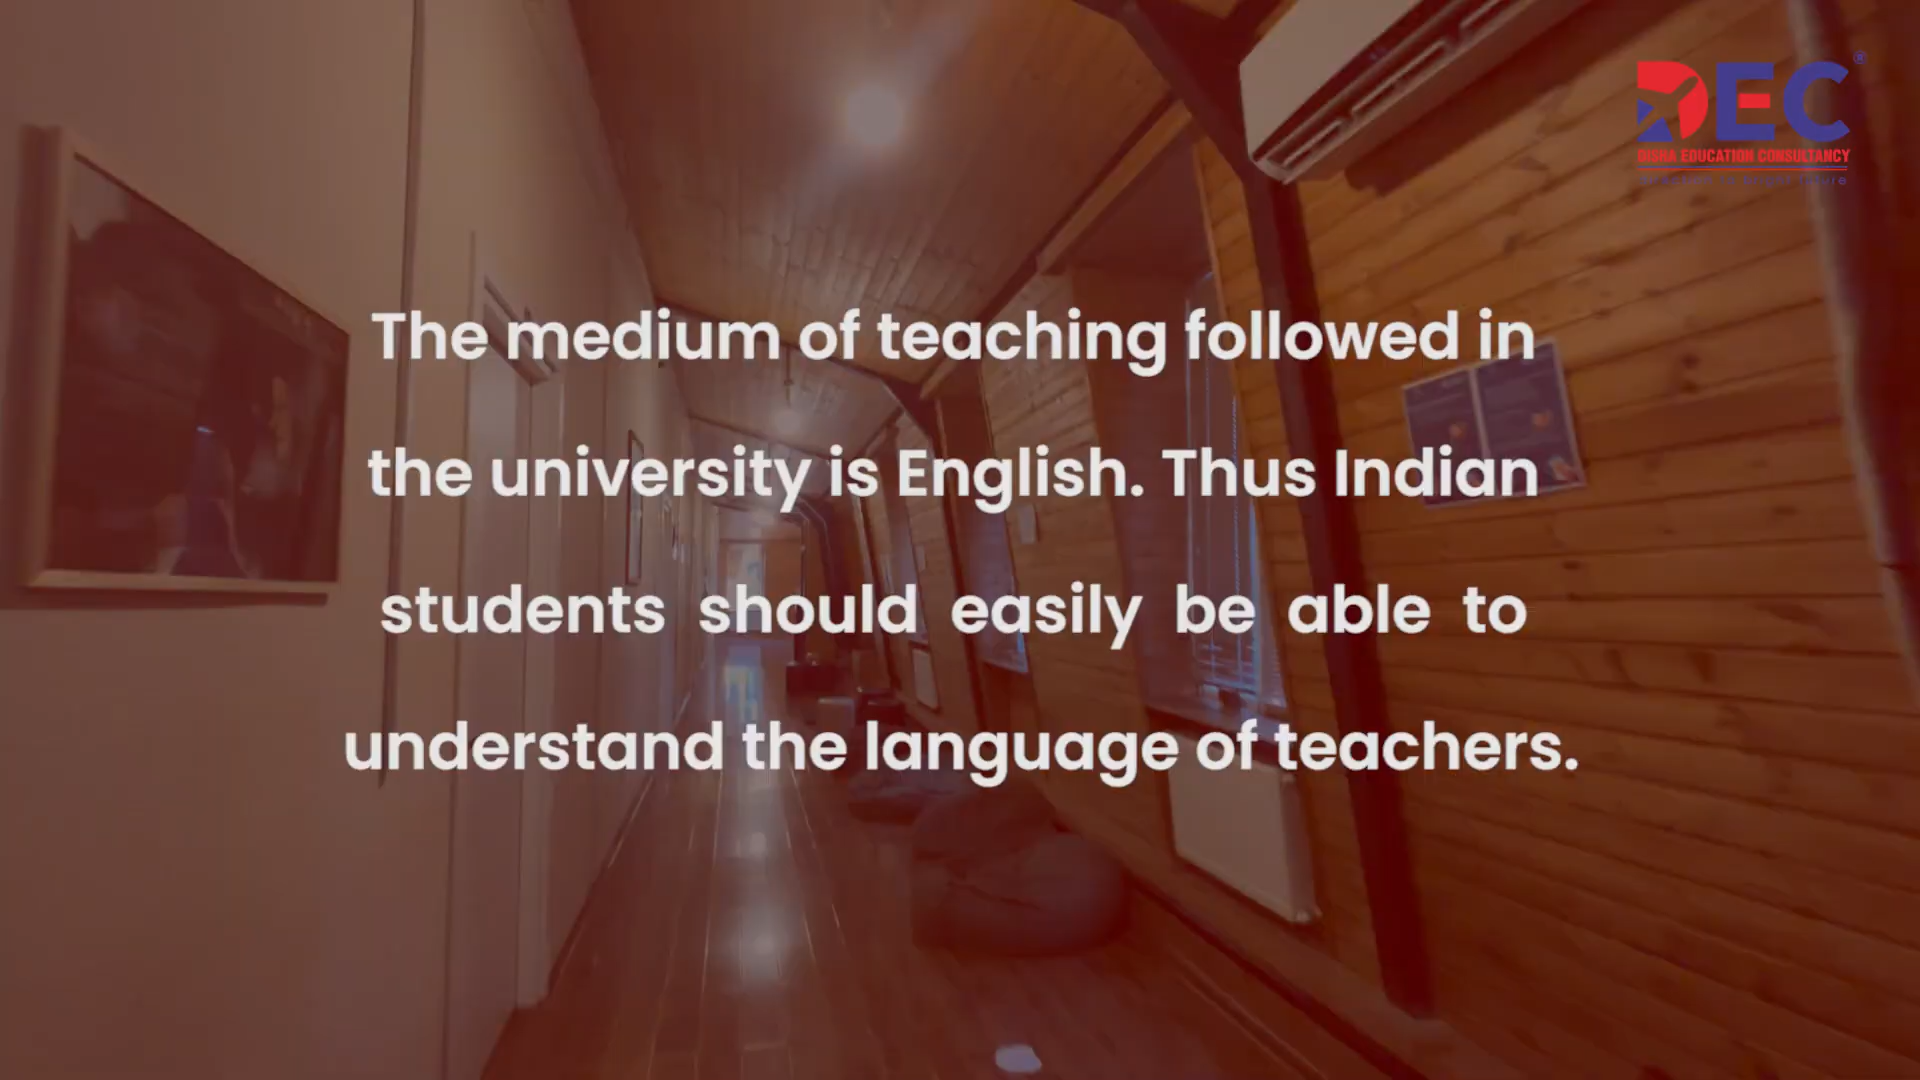 DEC®
DISHA EDUCATION CONSULTANCY
The medium of teaching followed in
the university is English. Thus Indian
students should easily be able to
understand the language of teachers.